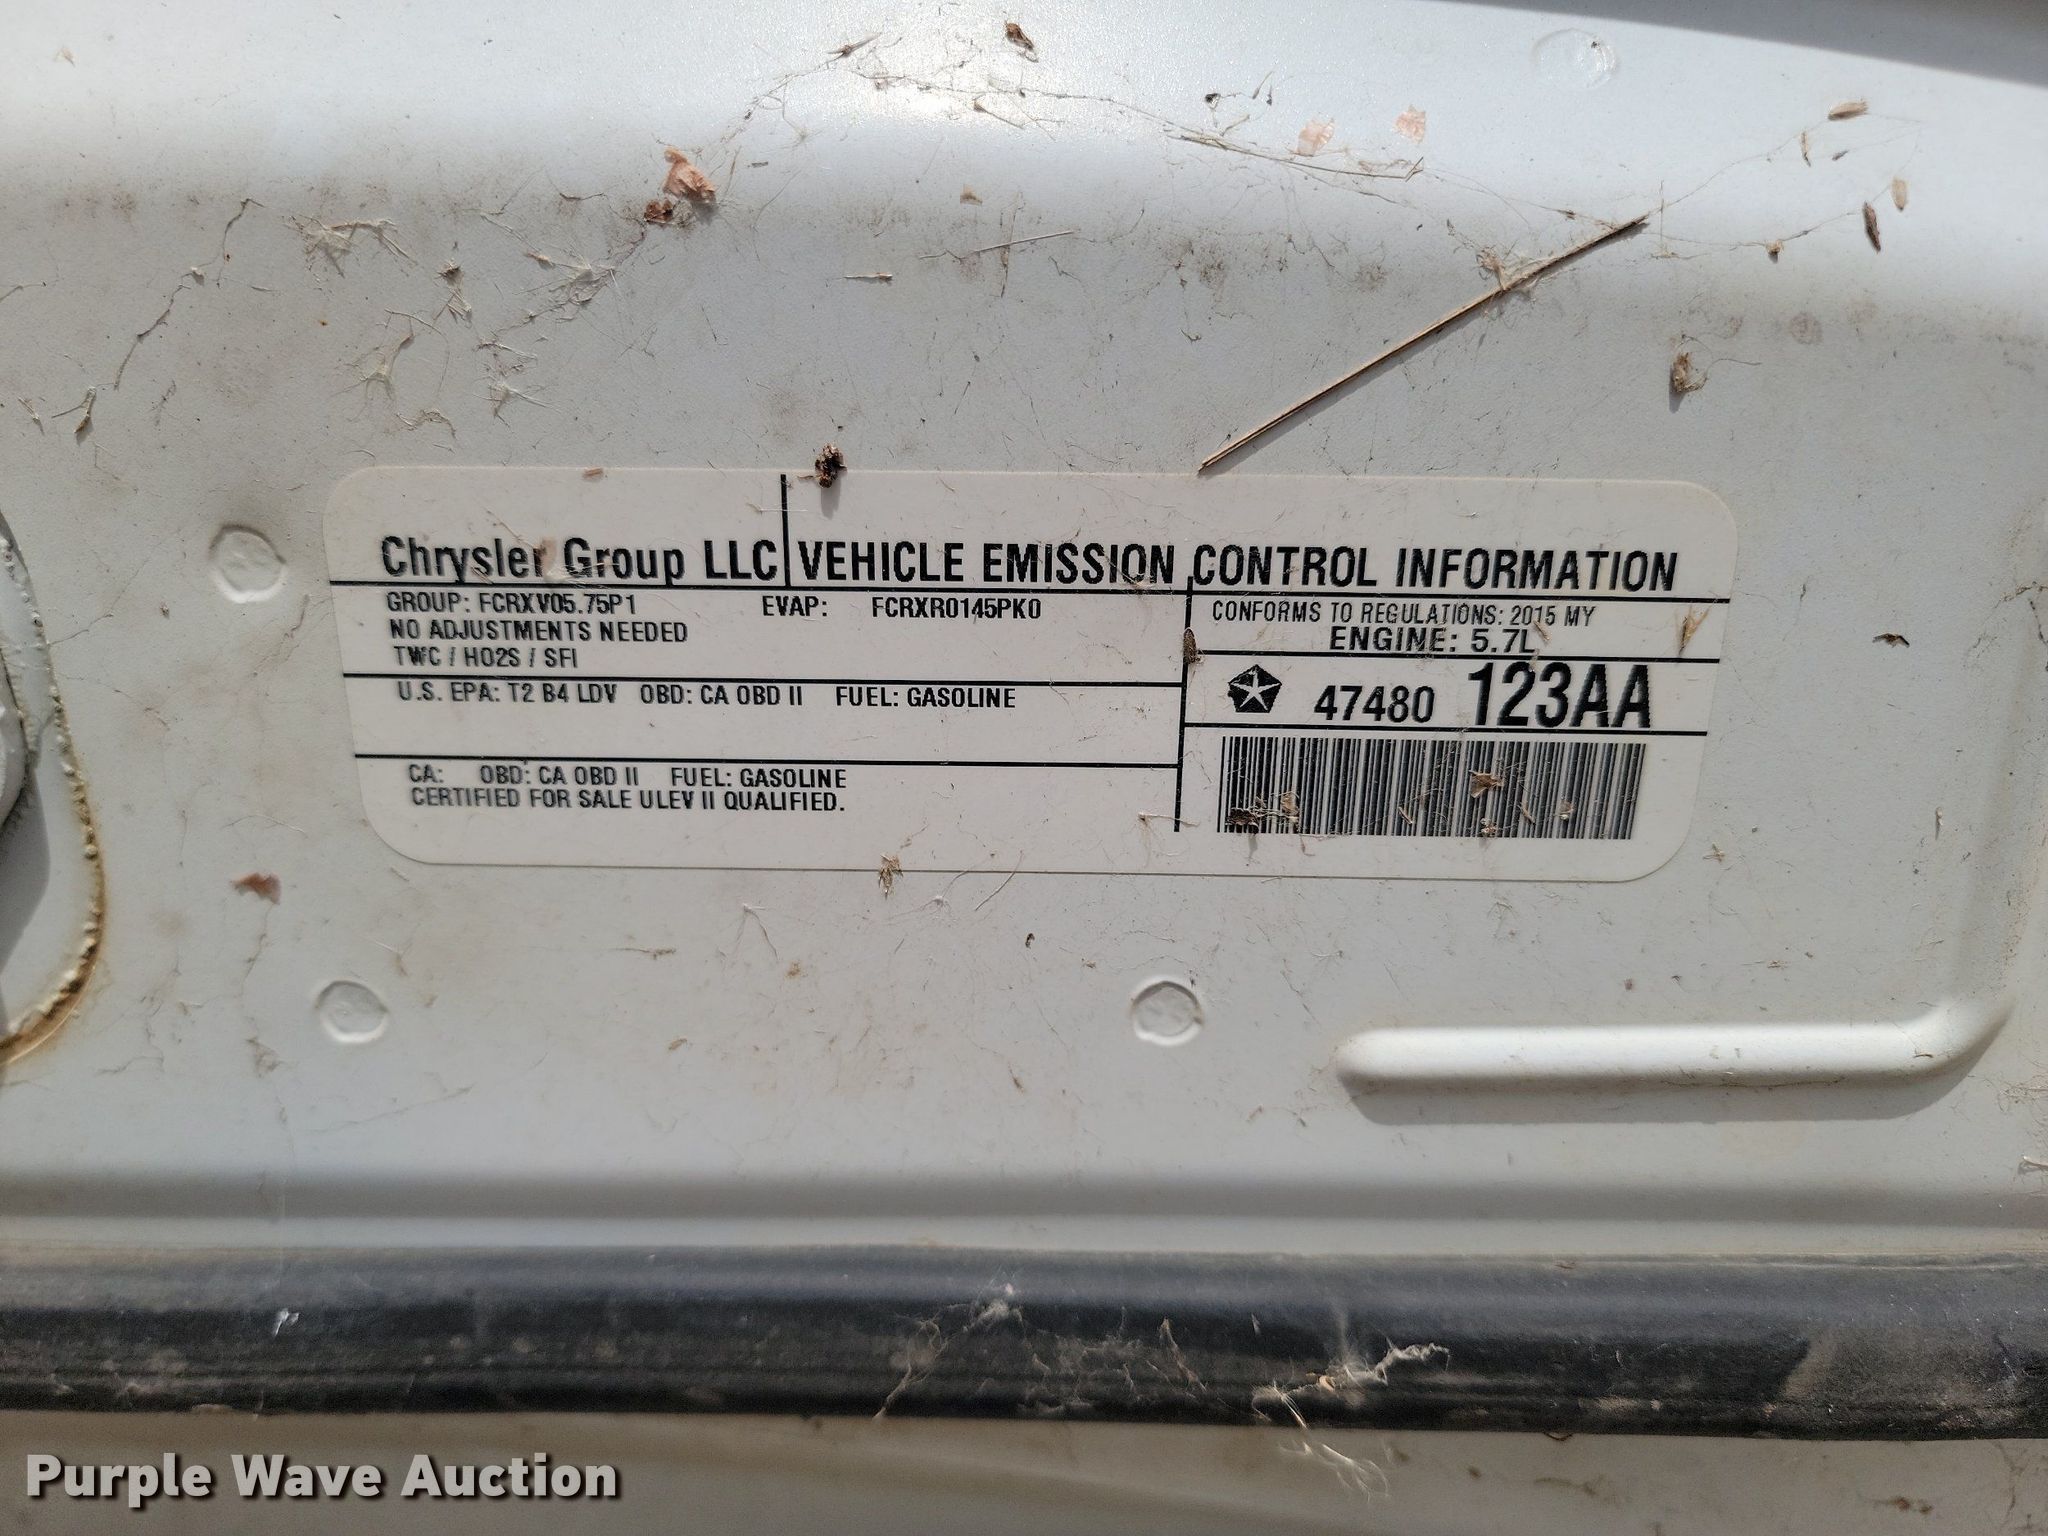 Chrysler Group LLC VEHICLE EMISSION CONTROL INFORMATION
GROUP: FCRXV05.75P1 EVAP: FCRXR0145PK0
NO ADJUSTMENTS NEEDED
TWC / HO2S / SFI
U.S. EPA: T2 B4 LDV OBD: CA OBD II FUEL: GASOLINE
CA: OBD: CA OBD II FUEL: GASOLINE
CERTIFIED FOR SALE ULEV II QUALIFIED.
CONFORMS TO REGULATIONS: 2015 MY
ENGINE: 5.7L
47480 123AA
Purple Wave Auction